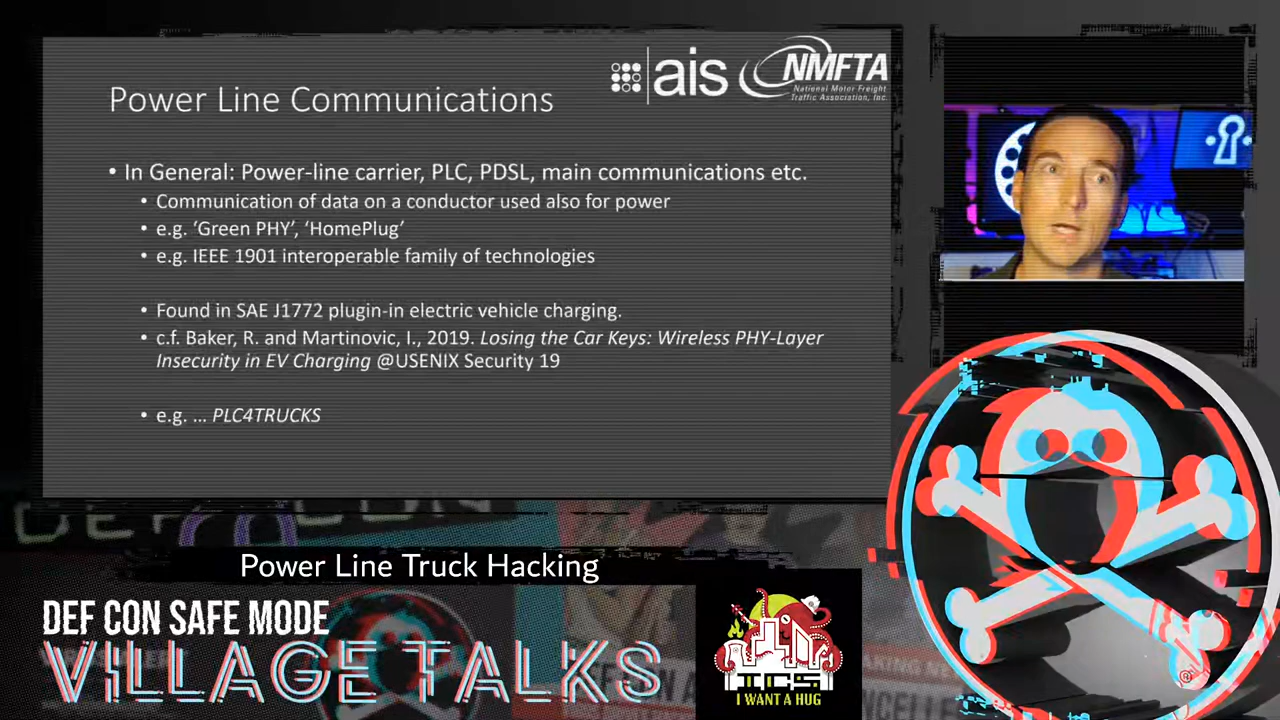 ais
NMFTA
National Motor Freight
Traffic Association, Inc.
Power Line Communications
• In General: Power-line carrier, PLC, PDSL, main communications etc.
• Communication of data on a conductor used also for power
• e.g. ‘Green PHY’, ‘HomePlug’
• e.g. IEEE 1901 interoperable family of technologies
• Found in SAE J1772 plugin-in electric vehicle charging.
• c.f. Baker, R. and Martinovic, I., 2019. Losing the Car Keys: Wireless PHY-Layer
Insecurity in EV Charging @USENIX Security 19
• e.g. … PLC4TRUCKS
DEF CON
Power Line Truck Hacking
DEF CON SAFE MODE
VILLAGE TALKS
ICS
I WANT A HUG
®